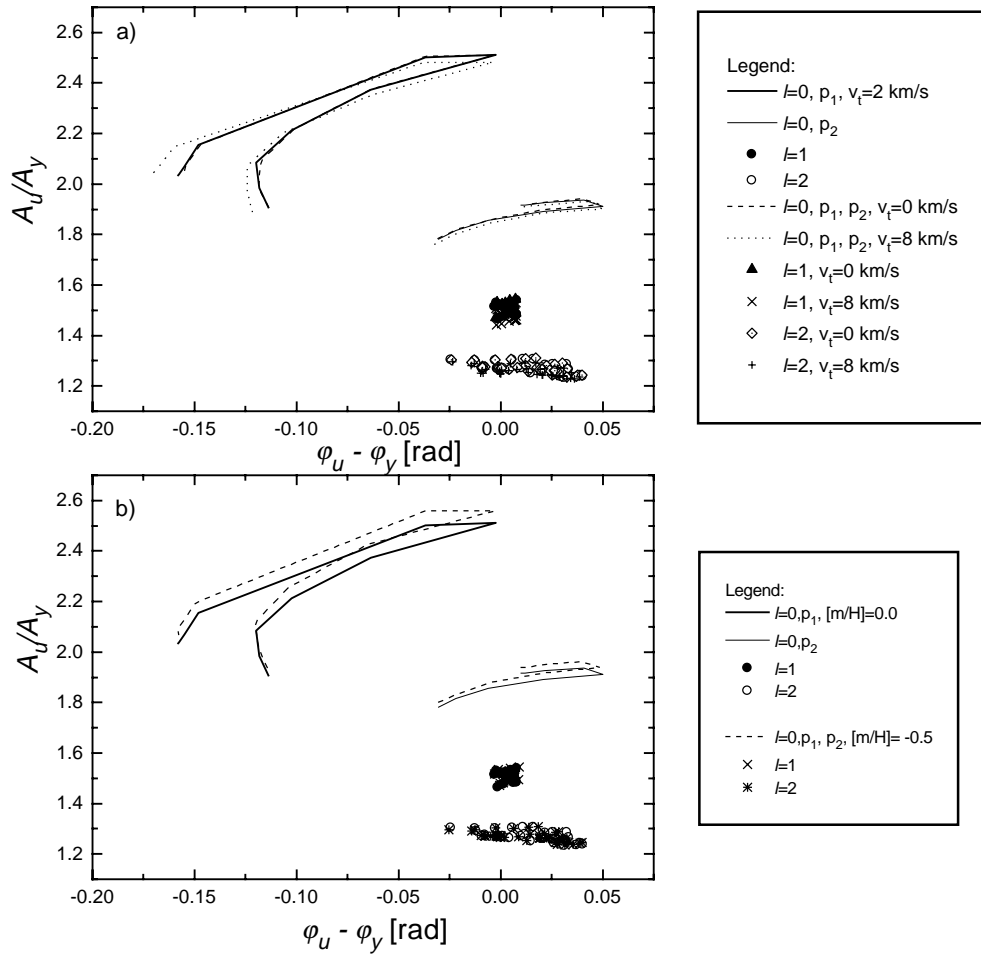 a)
2.6
2.4
2.2
2.0
1.8
1.6
1.4
1.2
A_u/A_y
-0.20 -0.15 -0.10 -0.05 0.00 0.05
φ_u - φ_y [rad]
Legend:
l=0, p_1, v_t=2 km/s
l=0, p_2
l=1
l=2
l=0, p_1, p_2, v_t=0 km/s
l=0, p_1, p_2, v_t=8 km/s
l=1, v_t=0 km/s
l=1, v_t=8 km/s
l=2, v_t=0 km/s
l=2, v_t=8 km/s
b)
2.6
2.4
2.2
2.0
1.8
1.6
1.4
1.2
A_u/A_y
-0.20 -0.15 -0.10 -0.05 0.00 0.05
φ_u - φ_y [rad]
Legend:
l=0,p_1, [m/H]=0.0
l=0,p_2
l=1
l=2
l=0,p_1, p_2, [m/H]= -0.5
l=1
l=2